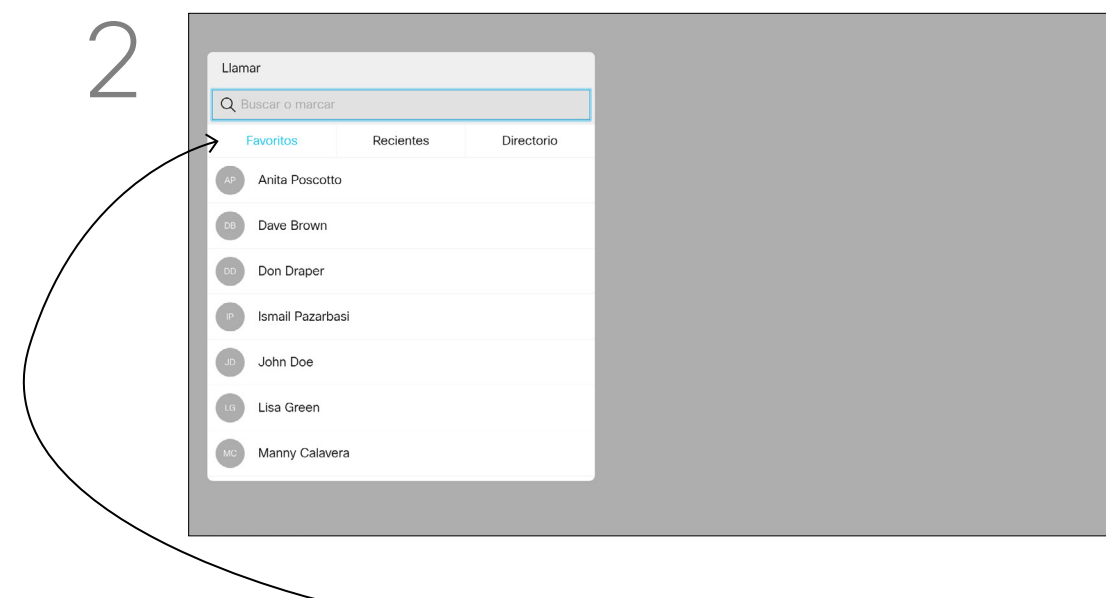 2
Llamar
Buscar o marcar
Favoritos Recientes Directorio
AP Anita Poscotto
DB Dave Brown
DD Don Draper
IP Ismail Pazarbasi
JD John Doe
LG Lisa Green
MC Manny Calavera